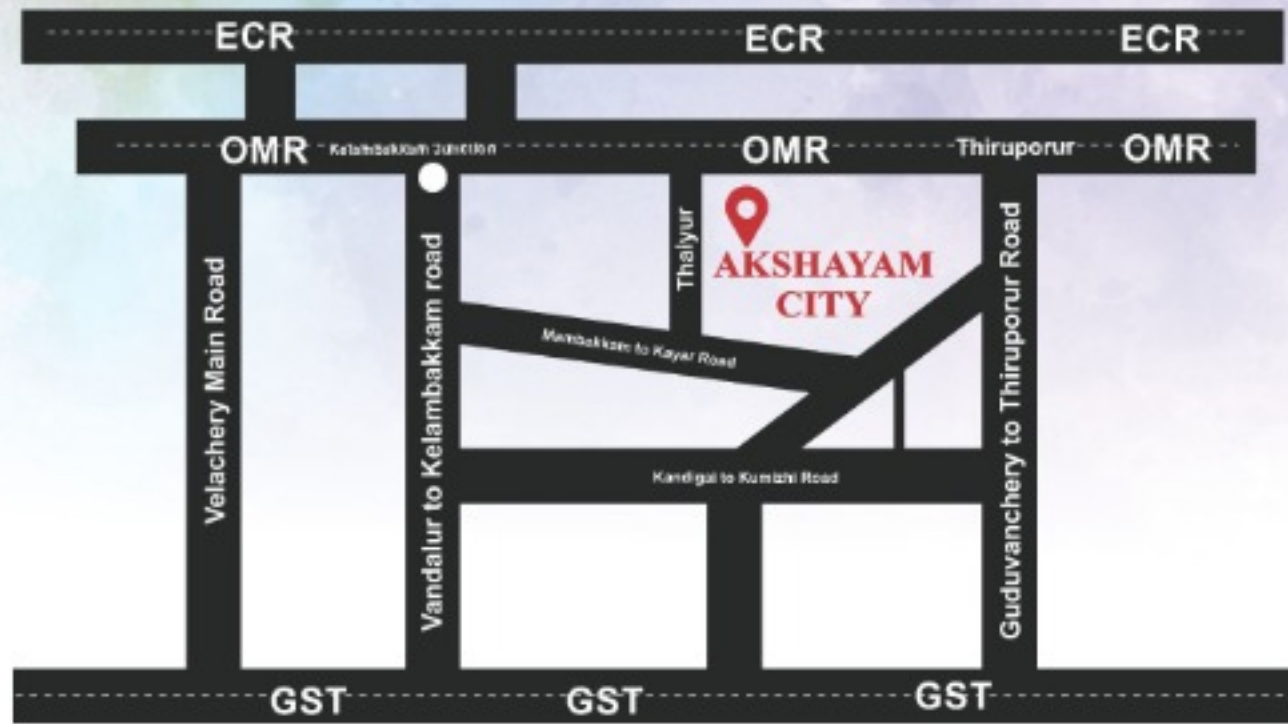 ECR
ECR
ECR
OMR
Kelambakkam Junction
OMR
Thiruporur
OMR
Velachery Main Road
Vandalur to Kelambakkam road
Thaiyur
AKSHAYAM
CITY
Mambakkam to Kayar Road
Kandigai to Kumizhi Road
Guduvanchery to Thiruporur Road
GST
GST
GST